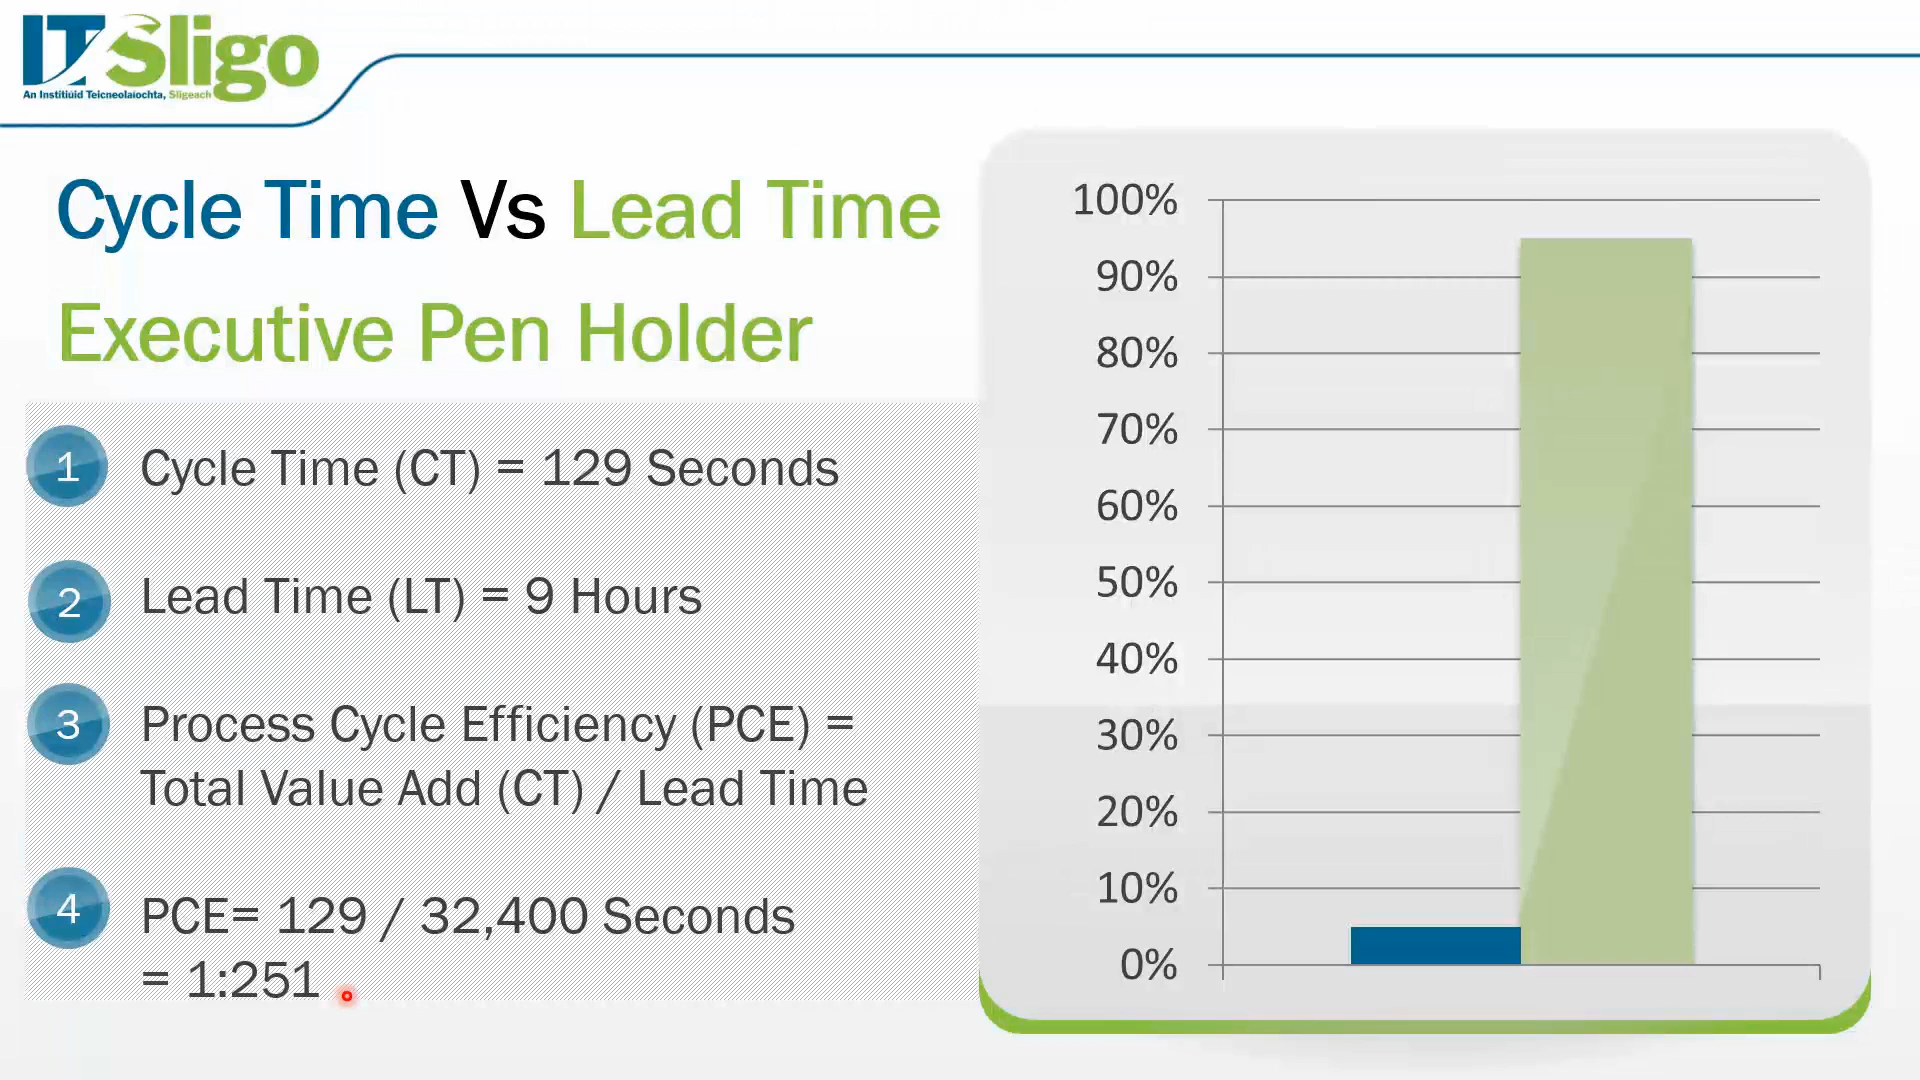 IT Sligo
An Institiúid Teicneolaíochta, Sligeach
Cycle Time Vs Lead Time
Executive Pen Holder
1 Cycle Time (CT) = 129 Seconds
2 Lead Time (LT) = 9 Hours
3 Process Cycle Efficiency (PCE) =
Total Value Add (CT) / Lead Time
4 PCE= 129 / 32,400 Seconds
= 1:251
100%
90%
80%
70%
60%
50%
40%
30%
20%
10%
0%